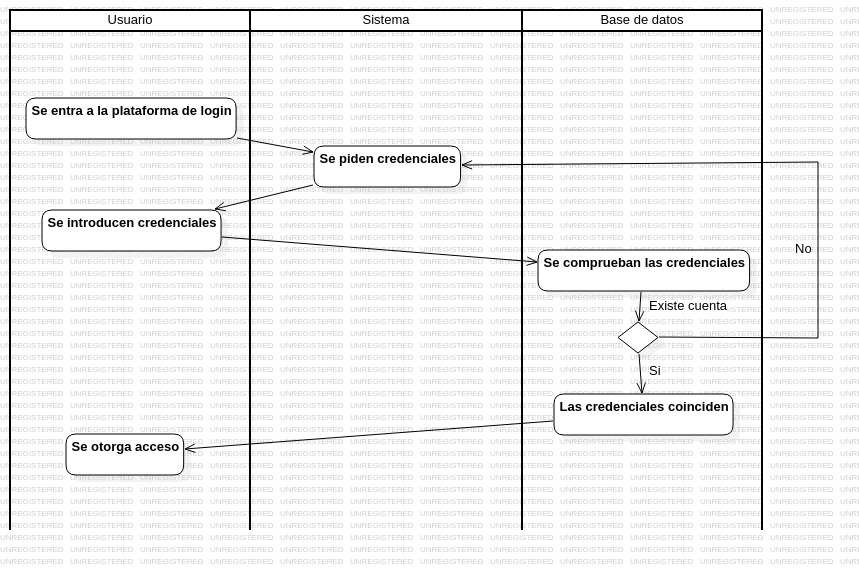 Usuario Sistema Base de datos
Se entra a la plataforma de login
Se piden credenciales
Se introducen credenciales
No
Se comprueban las credenciales
Existe cuenta
Si
Las credenciales coinciden
Se otorga acceso
UNREGISTERED